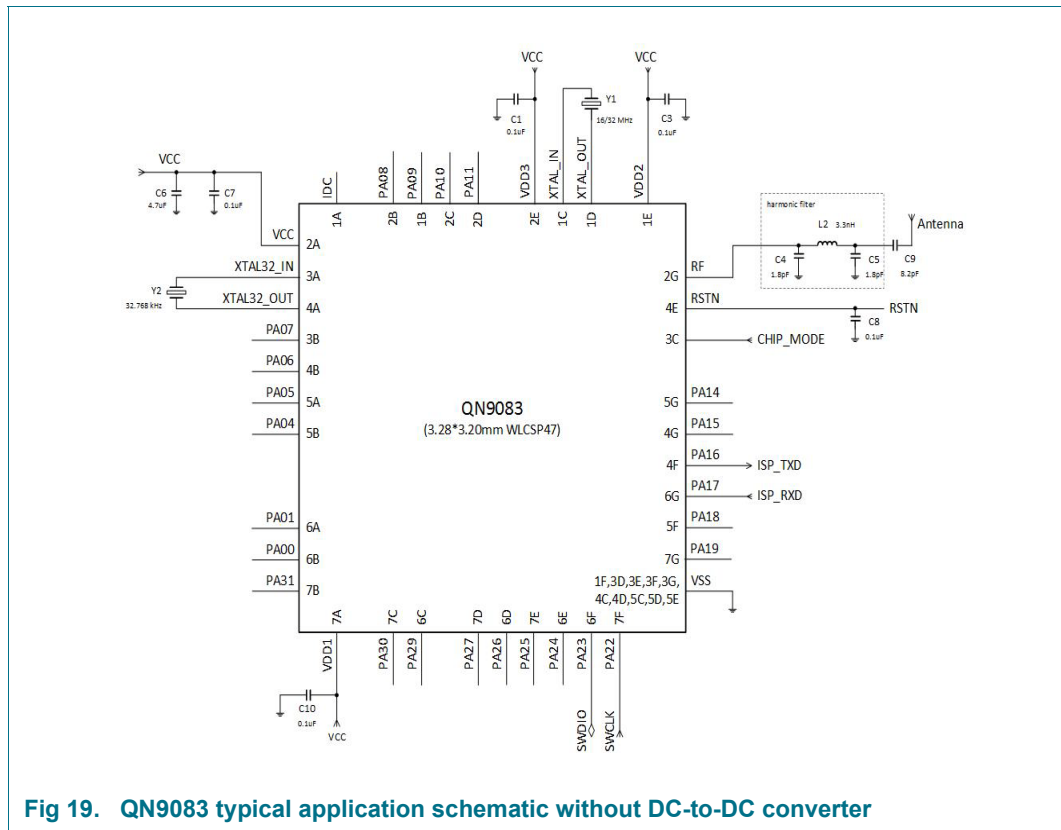 VCC
VCC
C1
0.1uF
Y1
16/32 MHz
C3
0.1uF
VCC
C6
4.7uF
C7
0.1uF
IDC
PA08
PA09
PA10
PA11
VDD3
XTAL_IN
XTAL_OUT
VDD2
1A
2B
1B
2C
2D
2E
1C
1D
1E
harmonic filter
L2 3.3nH
Antenna
C4
1.8pF
C5
1.8pF
C9
8.2pF
VCC
2A
XTAL32_IN
3A
Y2
32.768 kHz
XTAL32_OUT
4A
PA07
3B
PA06
4B
PA05
5A
PA04
5B
PA01
6A
PA00
6B
PA31
7B
QN9083
(3.28*3.20mm WLCSP47)
2G
RF
4E
RSTN
RSTN
C8
0.1uF
3C
CHIP_MODE
5G
PA14
4G
PA15
4F
PA16
ISP_TXD
6G
PA17
ISP_RXD
5F
PA18
7G
PA19
1F,3D,3E,3F,3G,
4C,4D,5C,5D,5E
VSS
7A
7C
6C
7D
6D
7E
6E
6F
7F
VDD1
PA30
PA29
PA27
PA26
PA25
PA24
PA23
PA22
C10
0.1uF
VCC
SWDIO
SWCLK
Fig 19. QN9083 typical application schematic without DC-to-DC converter